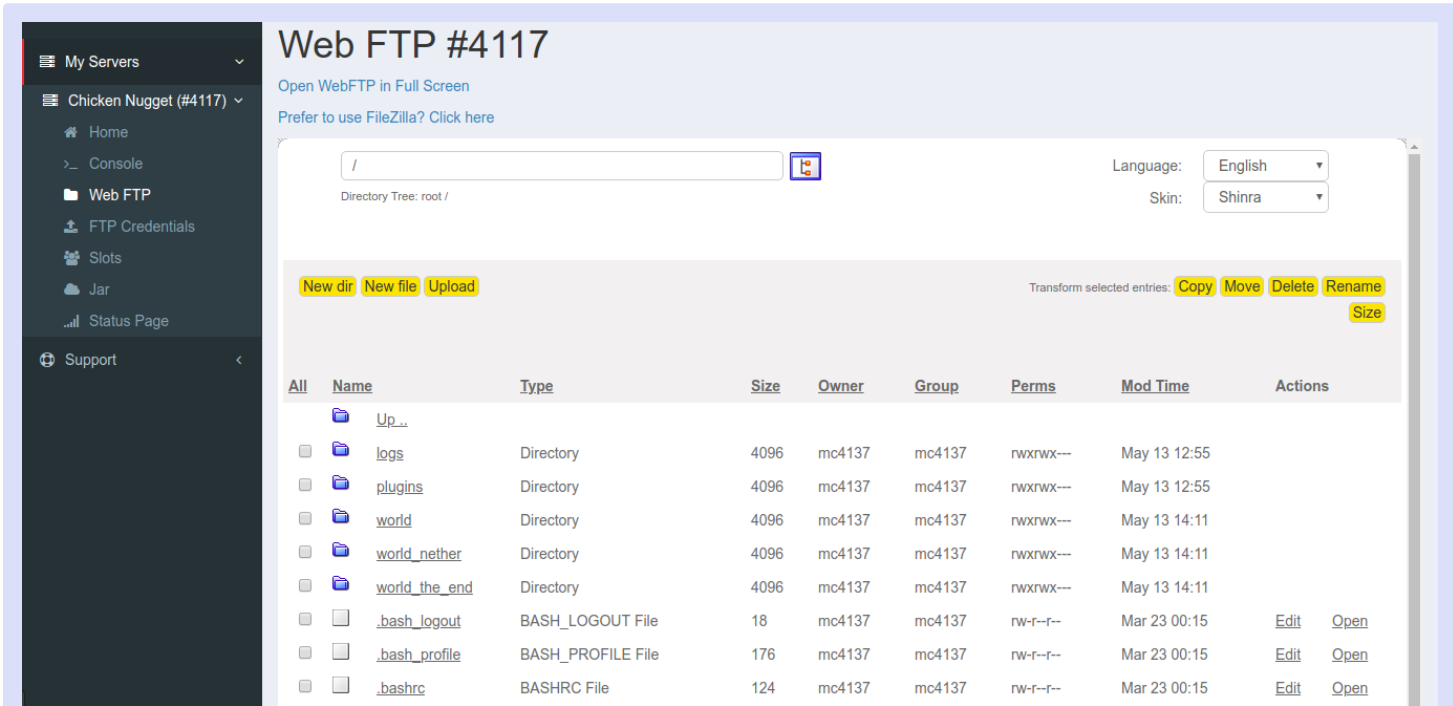 My Servers
Chicken Nugget (#4117)
Home
>_ Console
Web FTP
FTP Credentials
Slots
Jar
Status Page
Support
Web FTP #4117
Open WebFTP in Full Screen
Prefer to use FileZilla? Click here
/
Language: English
Directory Tree: root /
Skin: Shinra
New dir New file Upload
Transform selected entries: Copy Move Delete Rename
Size
All Name Type Size Owner Group Perms Mod Time Actions
Up ..
logs Directory 4096 mc4137 mc4137 rwxrwx--- May 13 12:55
plugins Directory 4096 mc4137 mc4137 rwxrwx--- May 13 12:55
world Directory 4096 mc4137 mc4137 rwxrwx--- May 13 14:11
world_nether Directory 4096 mc4137 mc4137 rwxrwx--- May 13 14:11
world_the_end Directory 4096 mc4137 mc4137 rwxrwx--- May 13 14:11
.bash_logout BASH_LOGOUT File 18 mc4137 mc4137 rw-r--r-- Mar 23 00:15 Edit Open
.bash_profile BASH_PROFILE File 176 mc4137 mc4137 rw-r--r-- Mar 23 00:15 Edit Open
.bashrc BASHRC File 124 mc4137 mc4137 rw-r--r-- Mar 23 00:15 Edit Open